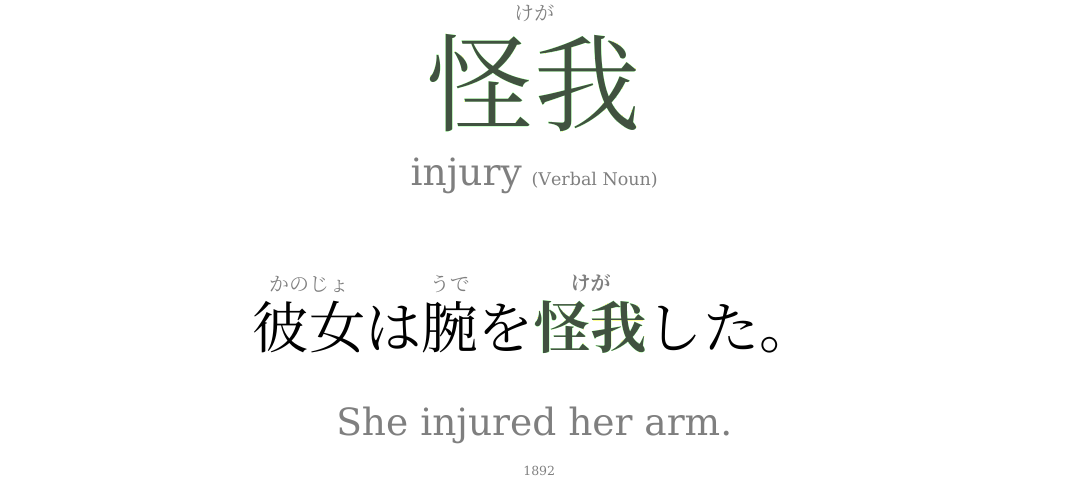 けが
怪我
injury (Verbal Noun)
かのじょ うで けが
彼女は腕を怪我した。
She injured her arm.
1892